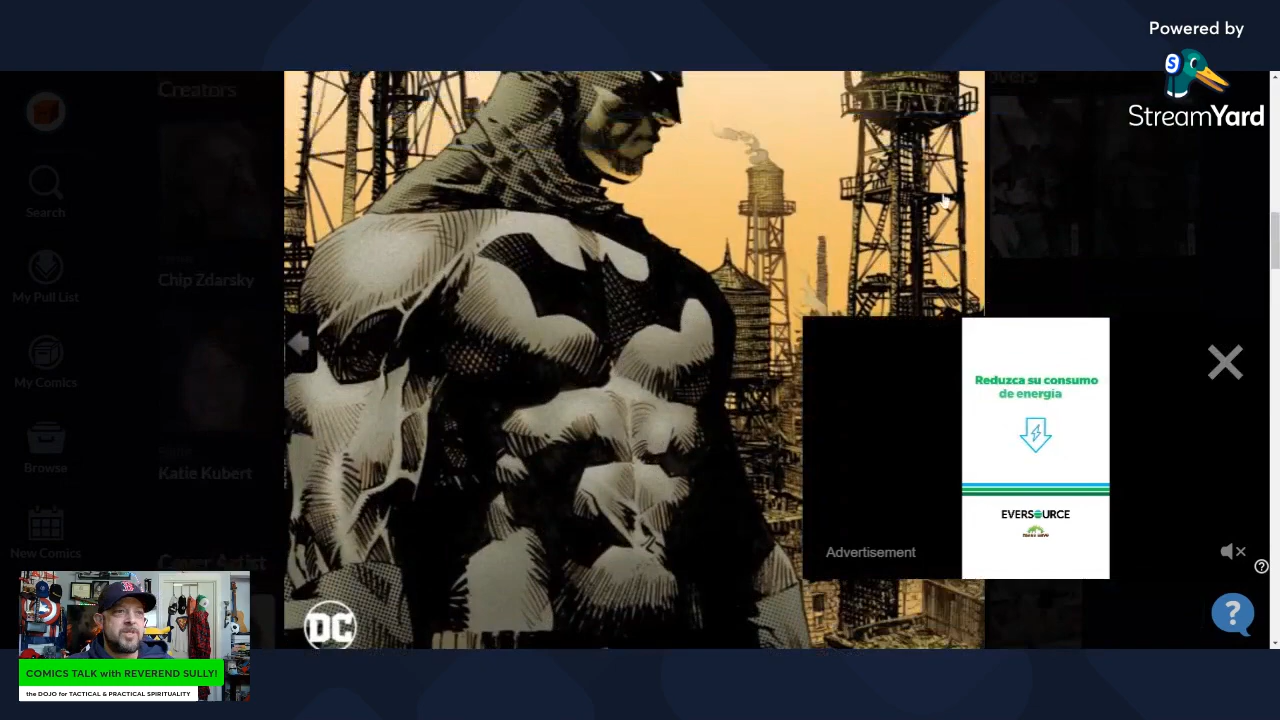 Powered by
StreamYard
Creators
Search
My Pull List
Chip Zdarsky
My Comics
Browse
Katie Kubert
New Comics
Cover Artist
Reduzca su consumo
de energía
EVERSOURCE
Advertisement
DC
?
COMICS TALK with REVEREND SULLY!
the DOJO for TACTICAL & PRACTICAL SPIRITUALITY